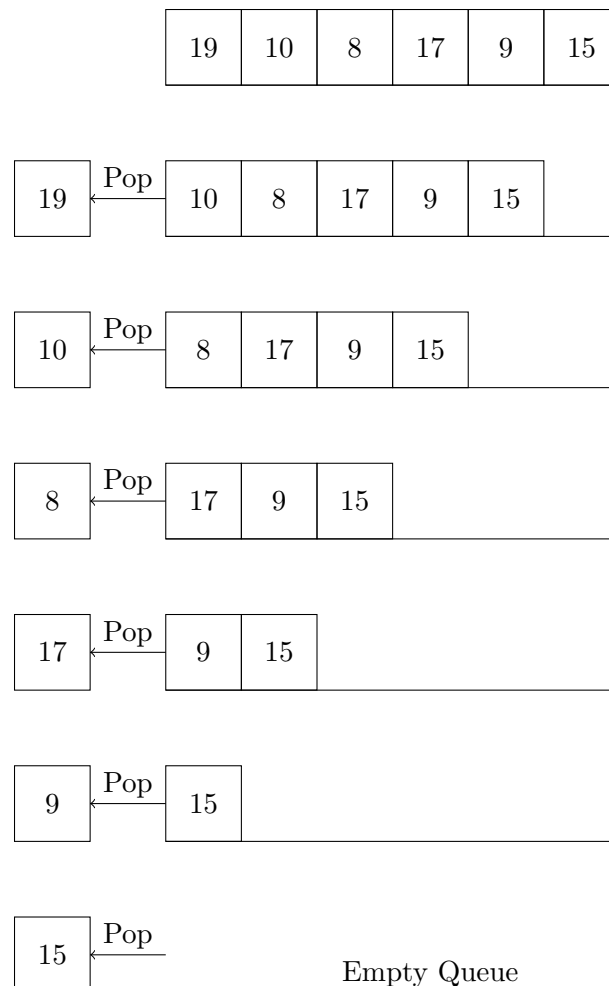 19 10 8 17 9 15
19 Pop 10 8 17 9 15
10 Pop 8 17 9 15
8 Pop 17 9 15
17 Pop 9 15
9 Pop 15
15 Pop
Empty Queue